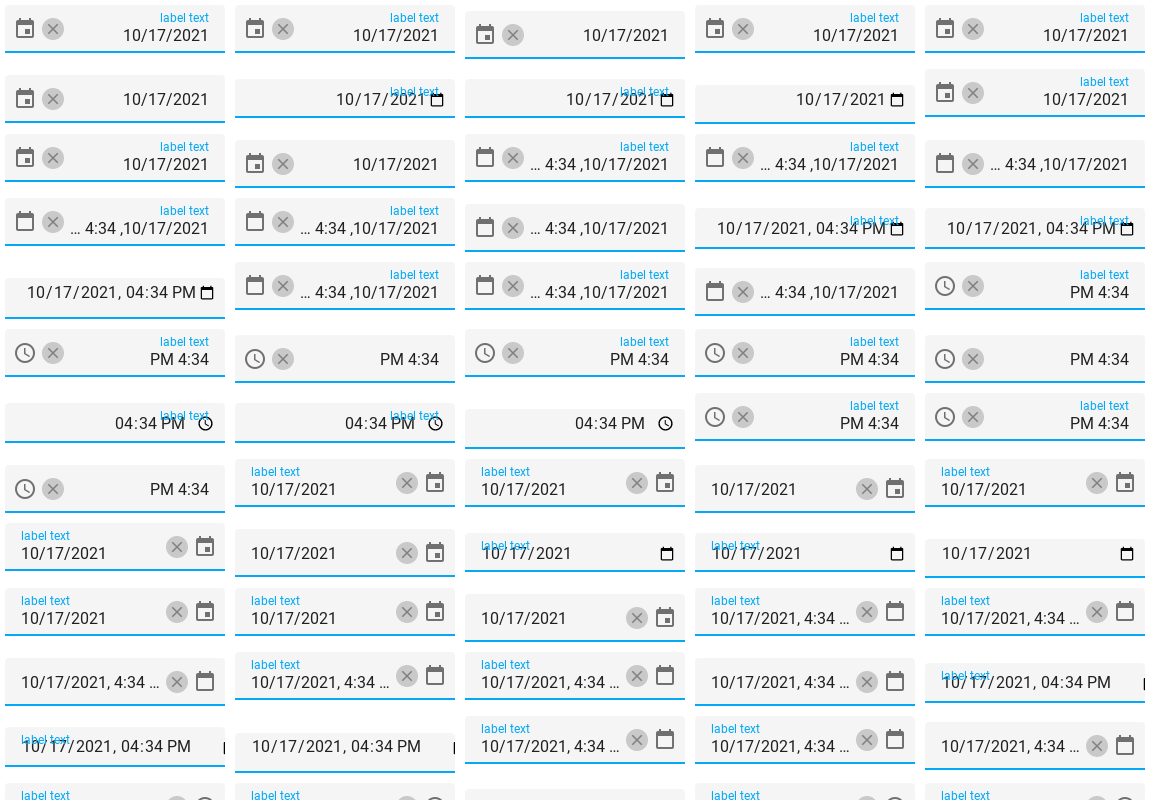 label text
10/17/2021
label text
10/17/2021
10/17/2021
label text
10/17/2021
label text
10/17/2021
10/17/2021
label text
10/17/2021
label text
10/17/2021
10/17/2021
label text
10/17/2021
label text
10/17/2021
10/17/2021
label text
… 4:34 ,10/17/2021
label text
… 4:34 ,10/17/2021
… 4:34 ,10/17/2021
label text
… 4:34 ,10/17/2021
label text
… 4:34 ,10/17/2021
… 4:34 ,10/17/2021
label text
10/17/2021, 04:34 PM
label text
10/17/2021, 04:34 PM
10/17/2021, 04:34 PM
label text
… 4:34 ,10/17/2021
label text
… 4:34 ,10/17/2021
… 4:34 ,10/17/2021
label text
PM 4:34
label text
PM 4:34
PM 4:34
label text
PM 4:34
label text
PM 4:34
PM 4:34
label text
04:34 PM
label text
04:34 PM
04:34 PM
label text
PM 4:34
label text
PM 4:34
PM 4:34
label text
10/17/2021
label text
10/17/2021
10/17/2021
label text
10/17/2021
label text
10/17/2021
10/17/2021
label text
10/17/2021
label text
10/17/2021
10/17/2021
label text
10/17/2021
label text
10/17/2021
10/17/2021
label text
10/17/2021, 4:34 …
label text
10/17/2021, 4:34 …
10/17/2021, 4:34 …
label text
10/17/2021, 4:34 …
label text
10/17/2021, 4:34 …
10/17/2021, 4:34 …
label text
10/17/2021, 04:34 PM
label text
10/17/2021, 04:34 PM
10/17/2021, 04:34 PM
label text
10/17/2021, 4:34 …
label text
10/17/2021, 4:34 …
10/17/2021, 4:34 …
label text
label text
label text
label text